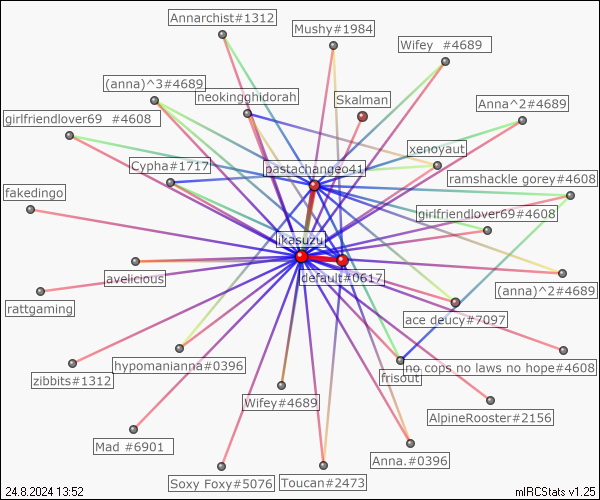 Annarchist#1312
Mushy#1984
Wifey  #4689
(anna)^3#4689
neokingghidorah
Skalman
Anna^2#4689
girlfriendlover69  #4608
xenoyaut
Cypha#1717
pastachangeo41
ramshackle gorey#4608
fakedingo
girlfriendlover69#4608
ikasuzu
avelicious
default#0617
(anna)^2#4689
rattgaming
ace deucy#7097
hypomanianna#0396
no cops no laws no hope#4608
zibbits#1312
frisout
Wifey#4689
AlpineRooster#2156
Mad #6901
Anna.#0396
Soxy Foxy#5076
Toucan#2473
24.8.2024 13:52
mIRCStats v1.25